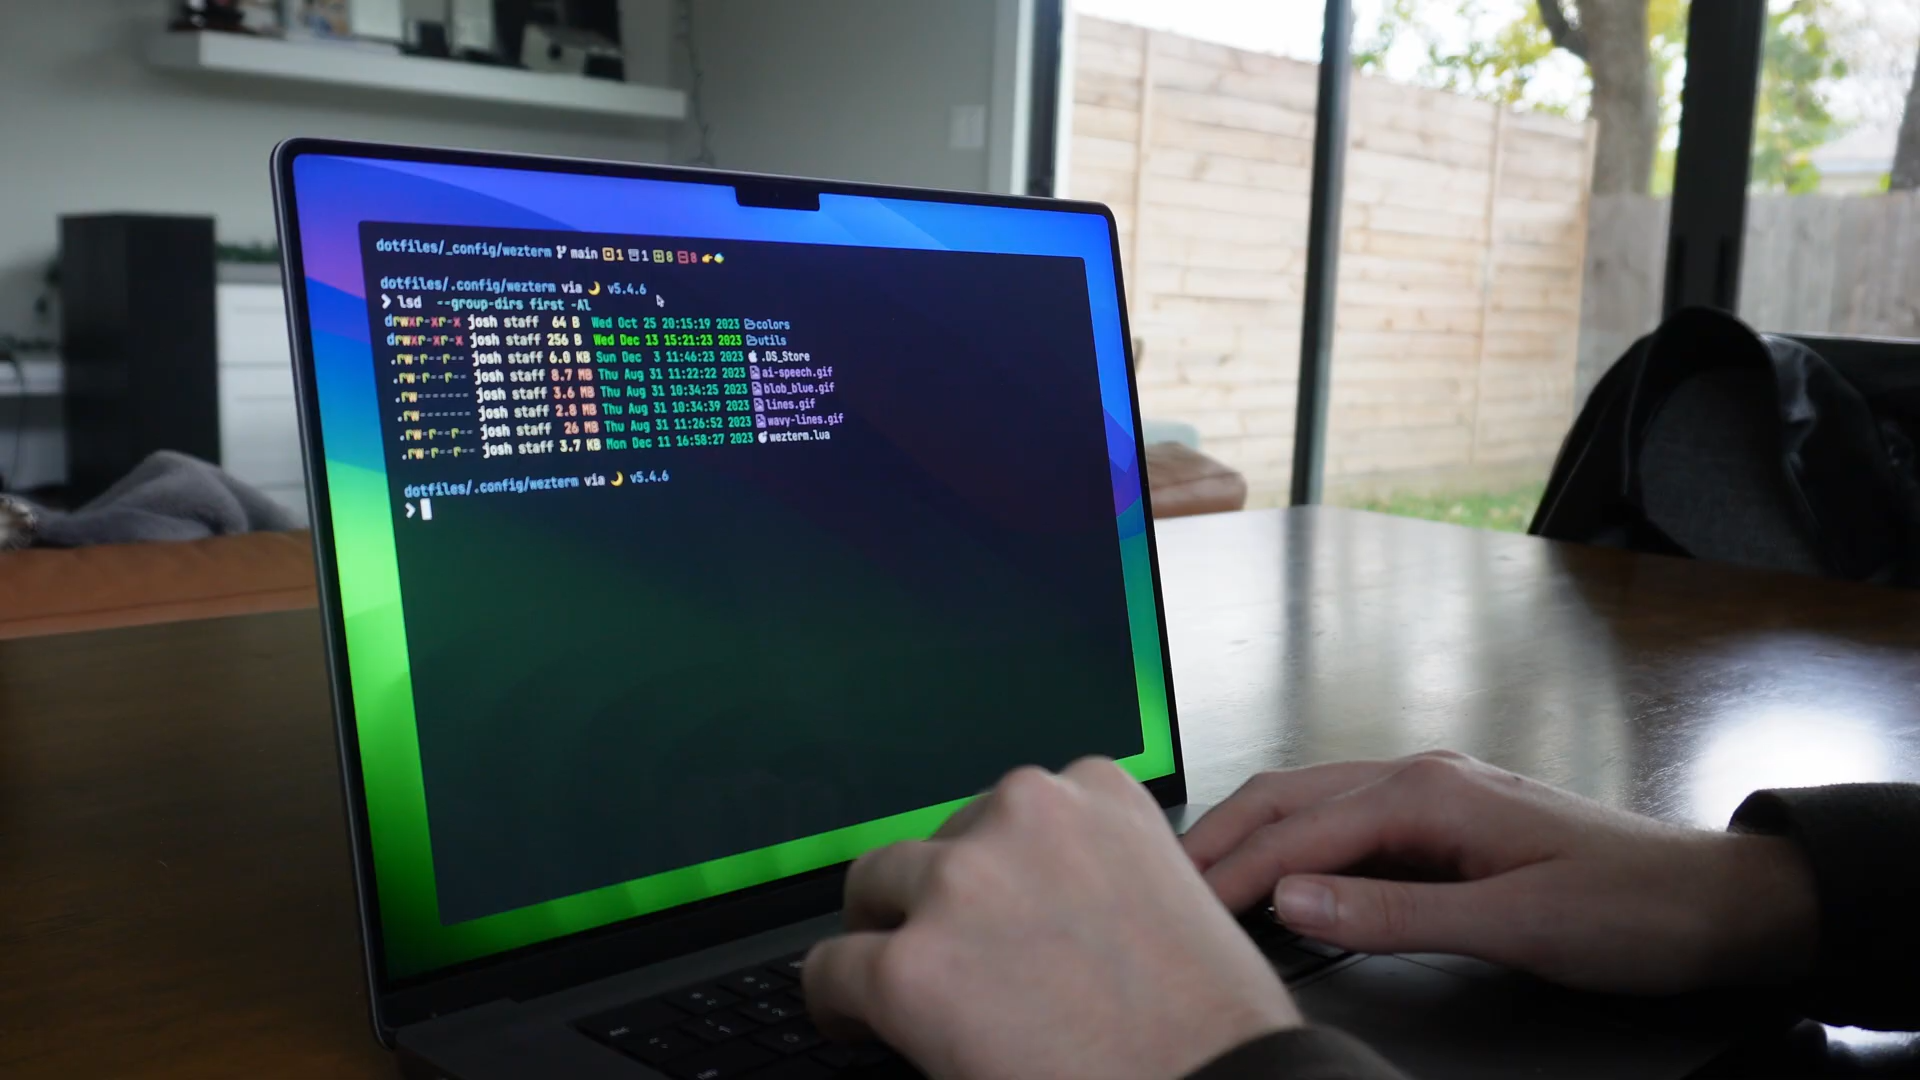 dotfiles/_config/wezterm main 1 1 8 8
dotfiles/.config/wezterm via v5.4.6
❯ lsd --group-dirs first -Al
drwxr-xr-x josh staff 64 B Wed Oct 25 20:15:19 2023 colors
drwxr-xr-x josh staff 256 B Wed Dec 13 15:21:23 2023 utils
.rw-r--r-- josh staff 6.0 KB Sun Dec 3 11:46:23 2023 .DS_Store
.rw-r--r-- josh staff 8.7 MB Thu Aug 31 11:22:22 2023 ai-speech.gif
.rw------- josh staff 3.6 MB Thu Aug 31 10:34:25 2023 blob_blue.gif
.rw------- josh staff 2.8 MB Thu Aug 31 10:34:39 2023 lines.gif
.rw-r--r-- josh staff 26 MB Thu Aug 31 11:26:52 2023 wavy-lines.gif
.rw-r--r-- josh staff 3.7 KB Mon Dec 11 16:58:27 2023 wezterm.lua
dotfiles/.config/wezterm via v5.4.6
❯